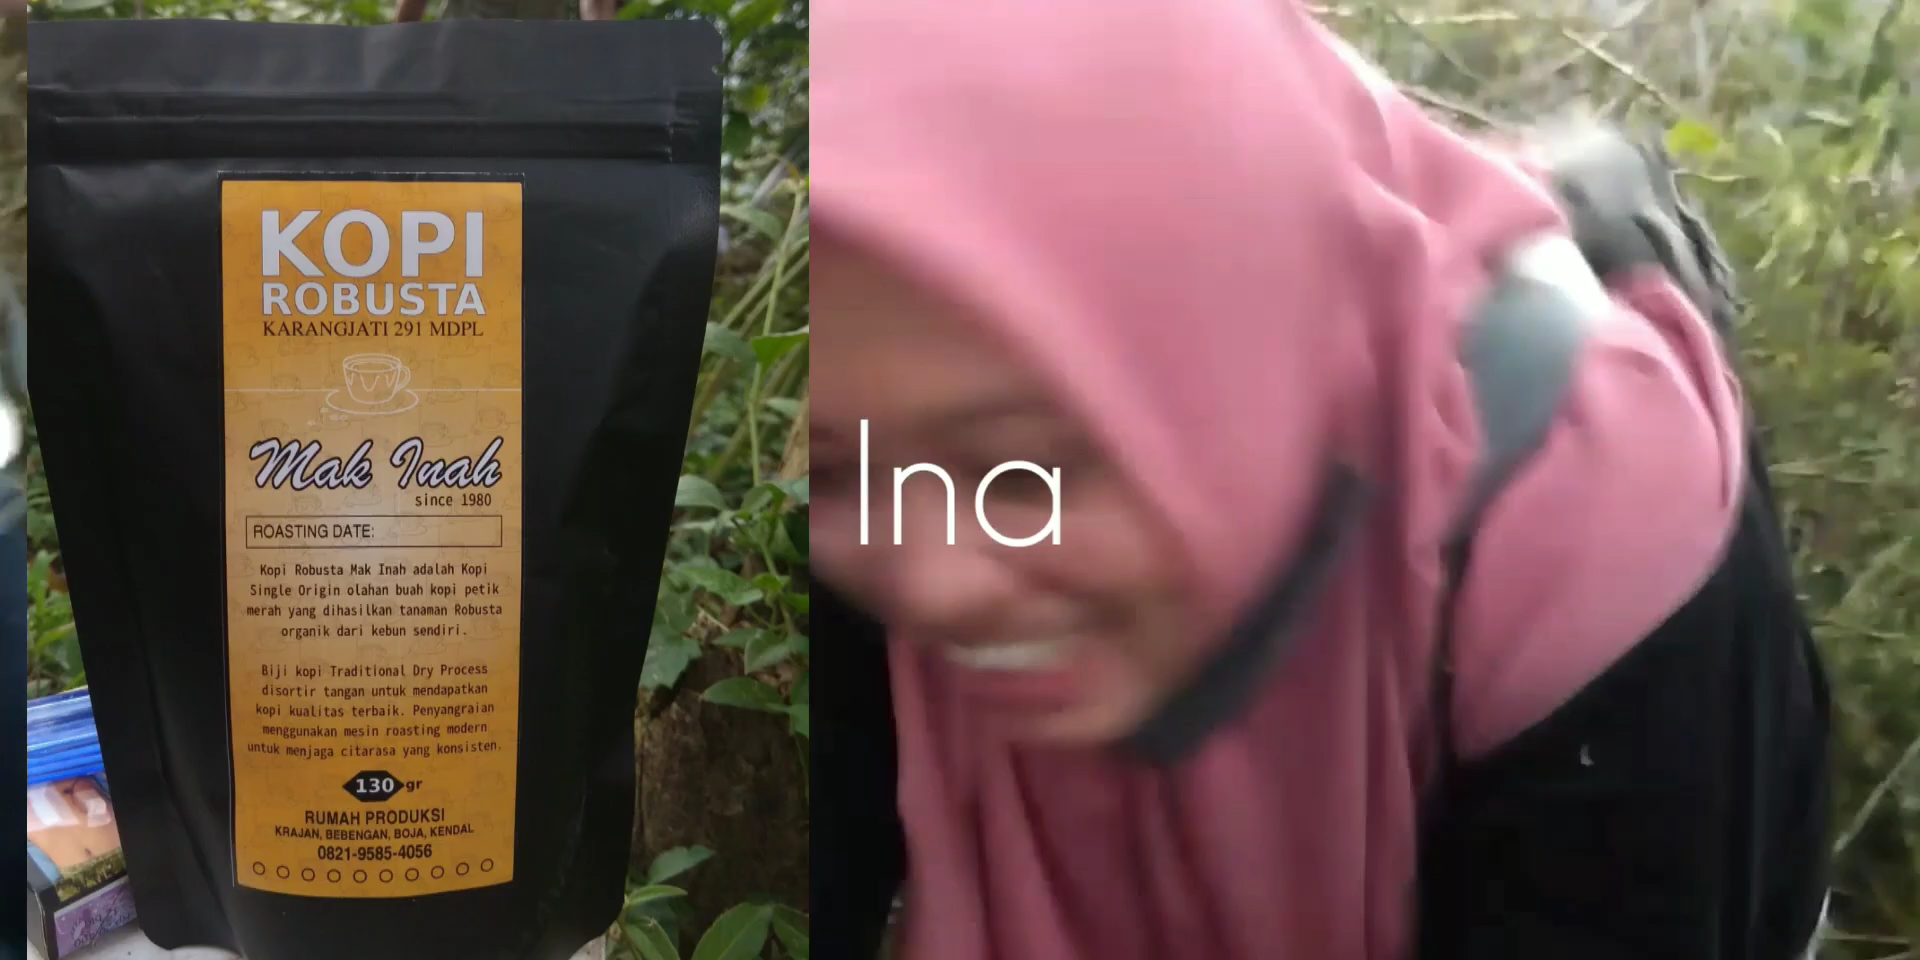 KOPI
ROBUSTA
KARANGJATI 291 MDPL
Mak Inah
since 1980
ROASTING DATE:
Kopi Robusta Mak Inah adalah Kopi
Single Origin olahan buah kopi petik
merah yang dihasilkan tanaman Robusta
organik dari kebun sendiri.
Biji kopi Traditional Dry Process
disortir tangan untuk mendapatkan
kopi kualitas terbaik. Penyangraian
menggunakan mesin roasting modern
untuk menjaga citarasa yang konsisten.
130 gr
RUMAH PRODUKSI
KRAJAN, BEBENGAN, BOJA, KENDAL
0821-9585-4056
Ina